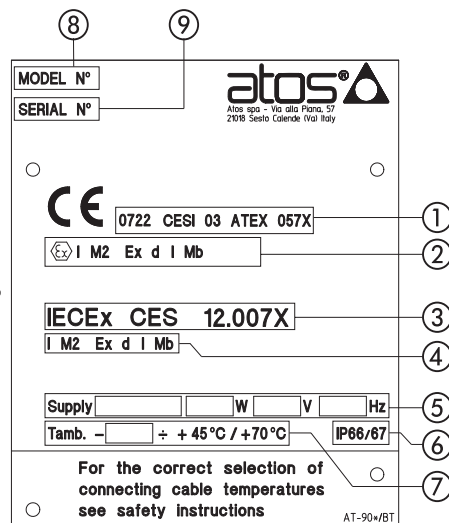 ⑧ ⑨
MODEL Nº
SERIAL Nº
atos®
Atos spa - Via alla Piana, 57
21018 Sesto Calende (Va) Italy
CE 0722 CESI 03 ATEX 057X ①
Ex I M2 Ex d I Mb ②
IECEx CES 12.007X ③
I M2 Ex d I Mb ④
Supply W V Hz ⑤
Tamb. - ÷ + 45°C / +70°C IP66/67 ⑥
⑦
For the correct selection of
connecting cable temperatures
see safety instructions
AT-90*/BT